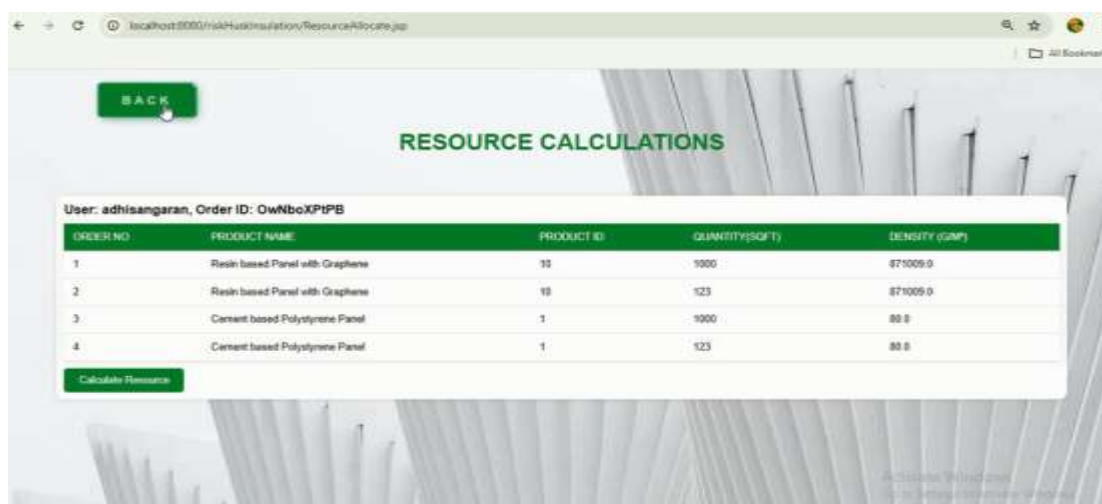 localhost:8080/riskHuskInsulation/ResourceAllocate.jsp
All Bookmar
BACK
RESOURCE CALCULATIONS
User: adhisangaran, Order ID: OwNboXPtPB
ORDER NO PRODUCT NAME PRODUCT ID QUANTITY(SQFT) DENSITY (G/M³)
1 Resin based Panel with Graphene 10 1000 871009.0
2 Resin based Panel with Graphene 10 123 871009.0
3 Cement based Polystyrene Panel 1 1000 80.0
4 Cement based Polystyrene Panel 1 123 80.0
Calculate Resource
Activate Windows